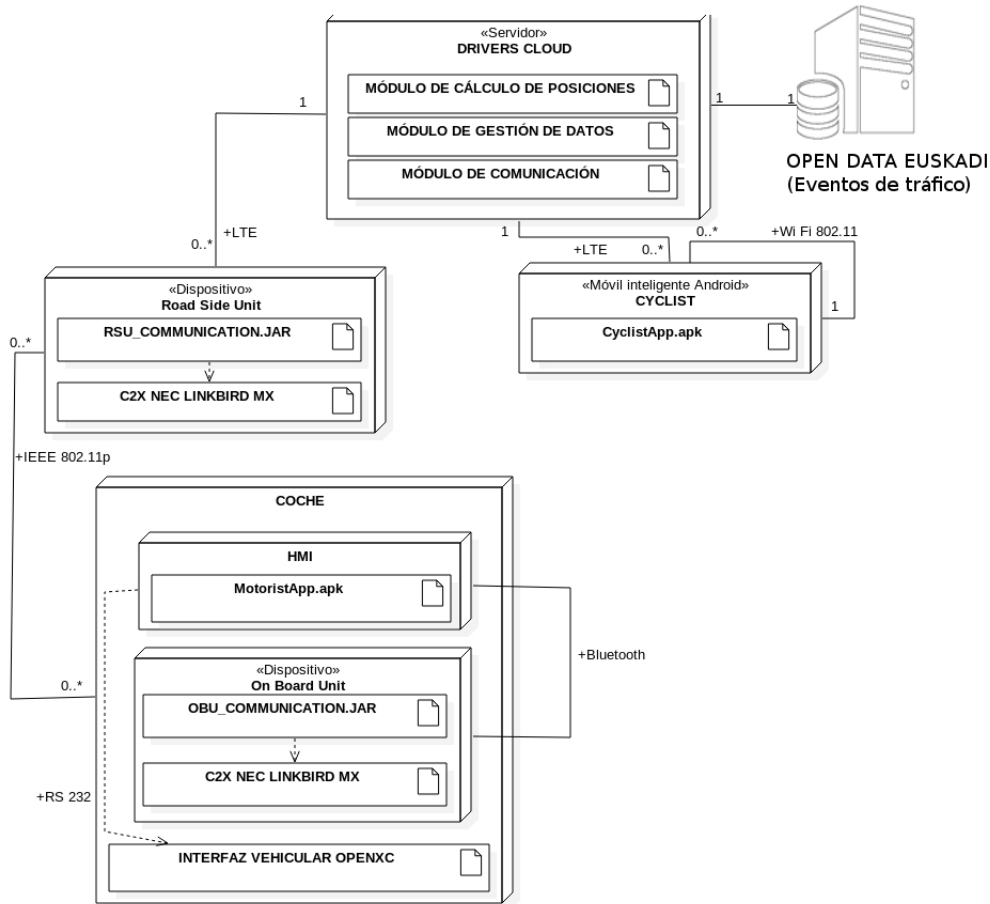 «Servidor»
DRIVERS CLOUD
MÓDULO DE CÁLCULO DE POSICIONES
MÓDULO DE GESTIÓN DE DATOS
MÓDULO DE COMUNICACIÓN
1
1
1
OPEN DATA EUSKADI
(Eventos de tráfico)
+LTE
0..*
1
+LTE
0..*
0..*
+Wi Fi 802.11
1
«Dispositivo»
Road Side Unit
RSU_COMMUNICATION.JAR
C2X NEC LINKBIRD MX
«Móvil inteligente Android»
CYCLIST
CyclistApp.apk
0..*
+IEEE 802.11p
0..*
COCHE
HMI
MotoristApp.apk
+Bluetooth
«Dispositivo»
On Board Unit
OBU_COMMUNICATION.JAR
C2X NEC LINKBIRD MX
+RS 232
INTERFAZ VEHICULAR OPENXC